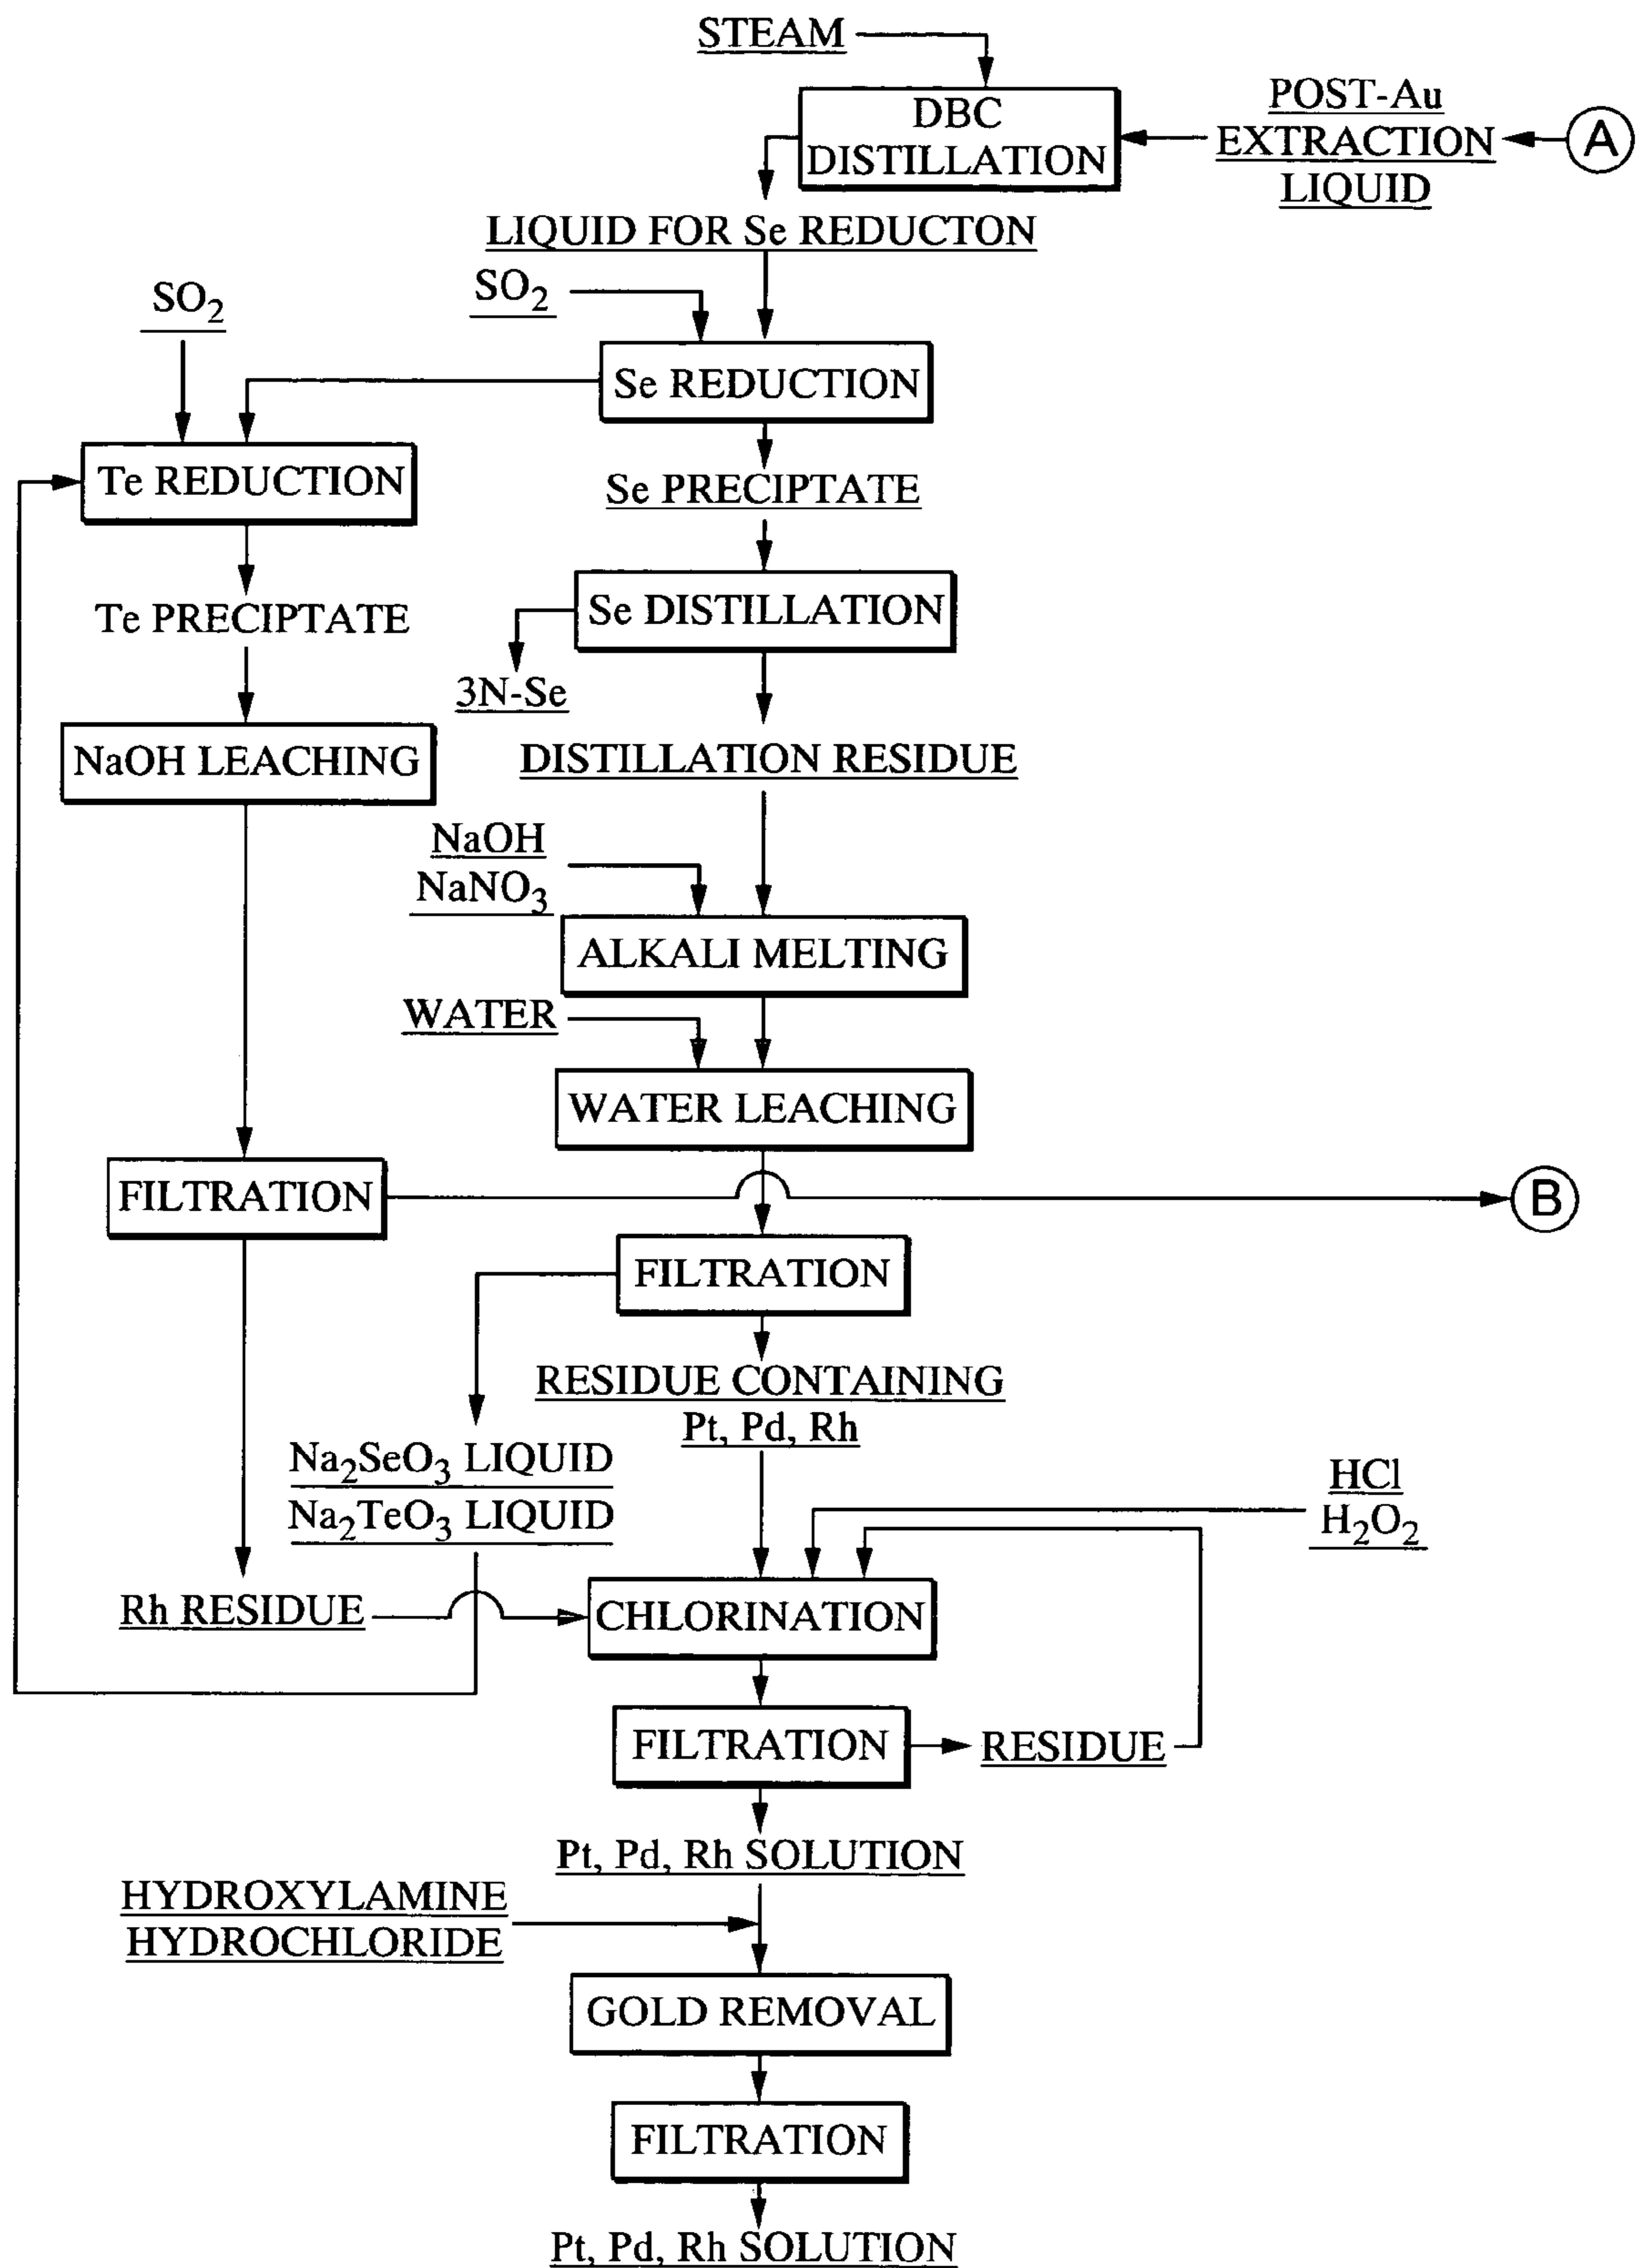 STEAM
DBC
DISTILLATION
POST-Au
EXTRACTION
LIQUID
A
LIQUID FOR Se REDUCTON
SO2
SO2
Se REDUCTION
Te REDUCTION
Se PRECIPTATE
Te PRECIPTATE
Se DISTILLATION
3N-Se
NaOH LEACHING
DISTILLATION RESIDUE
NaOH
NaNO3
ALKALI MELTING
WATER
WATER LEACHING
FILTRATION
B
FILTRATION
RESIDUE CONTAINING
Pt, Pd, Rh
Na2SeO3 LIQUID
Na2TeO3 LIQUID
HCl
H2O2
Rh RESIDUE
CHLORINATION
FILTRATION
RESIDUE
Pt, Pd, Rh SOLUTION
HYDROXYLAMINE
HYDROCHLORIDE
GOLD REMOVAL
FILTRATION
Pt, Pd, Rh SOLUTION